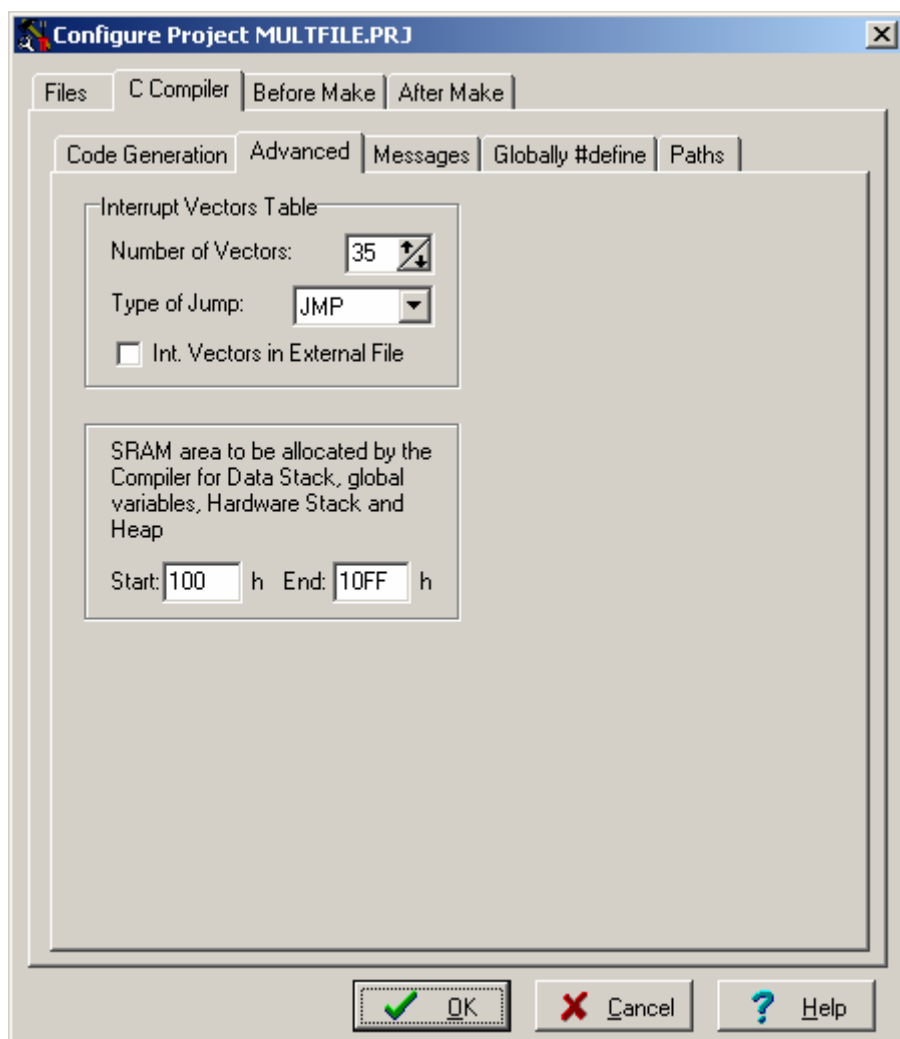 Configure Project MULTFILE.PRJ
Files C Compiler Before Make After Make
Code Generation Advanced Messages Globally #define Paths
Interrupt Vectors Table
Number of Vectors: 35
Type of Jump: JMP
Int. Vectors in External File
SRAM area to be allocated by the
Compiler for Data Stack, global
variables, Hardware Stack and
Heap
Start: 100 h End: 10FF h
OK Cancel ? Help